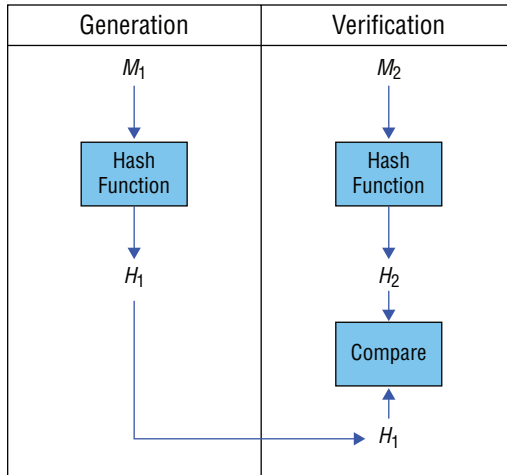 Generation Verification
M₁ M₂
Hash Function Hash Function
H₁ H₂
Compare
H₁